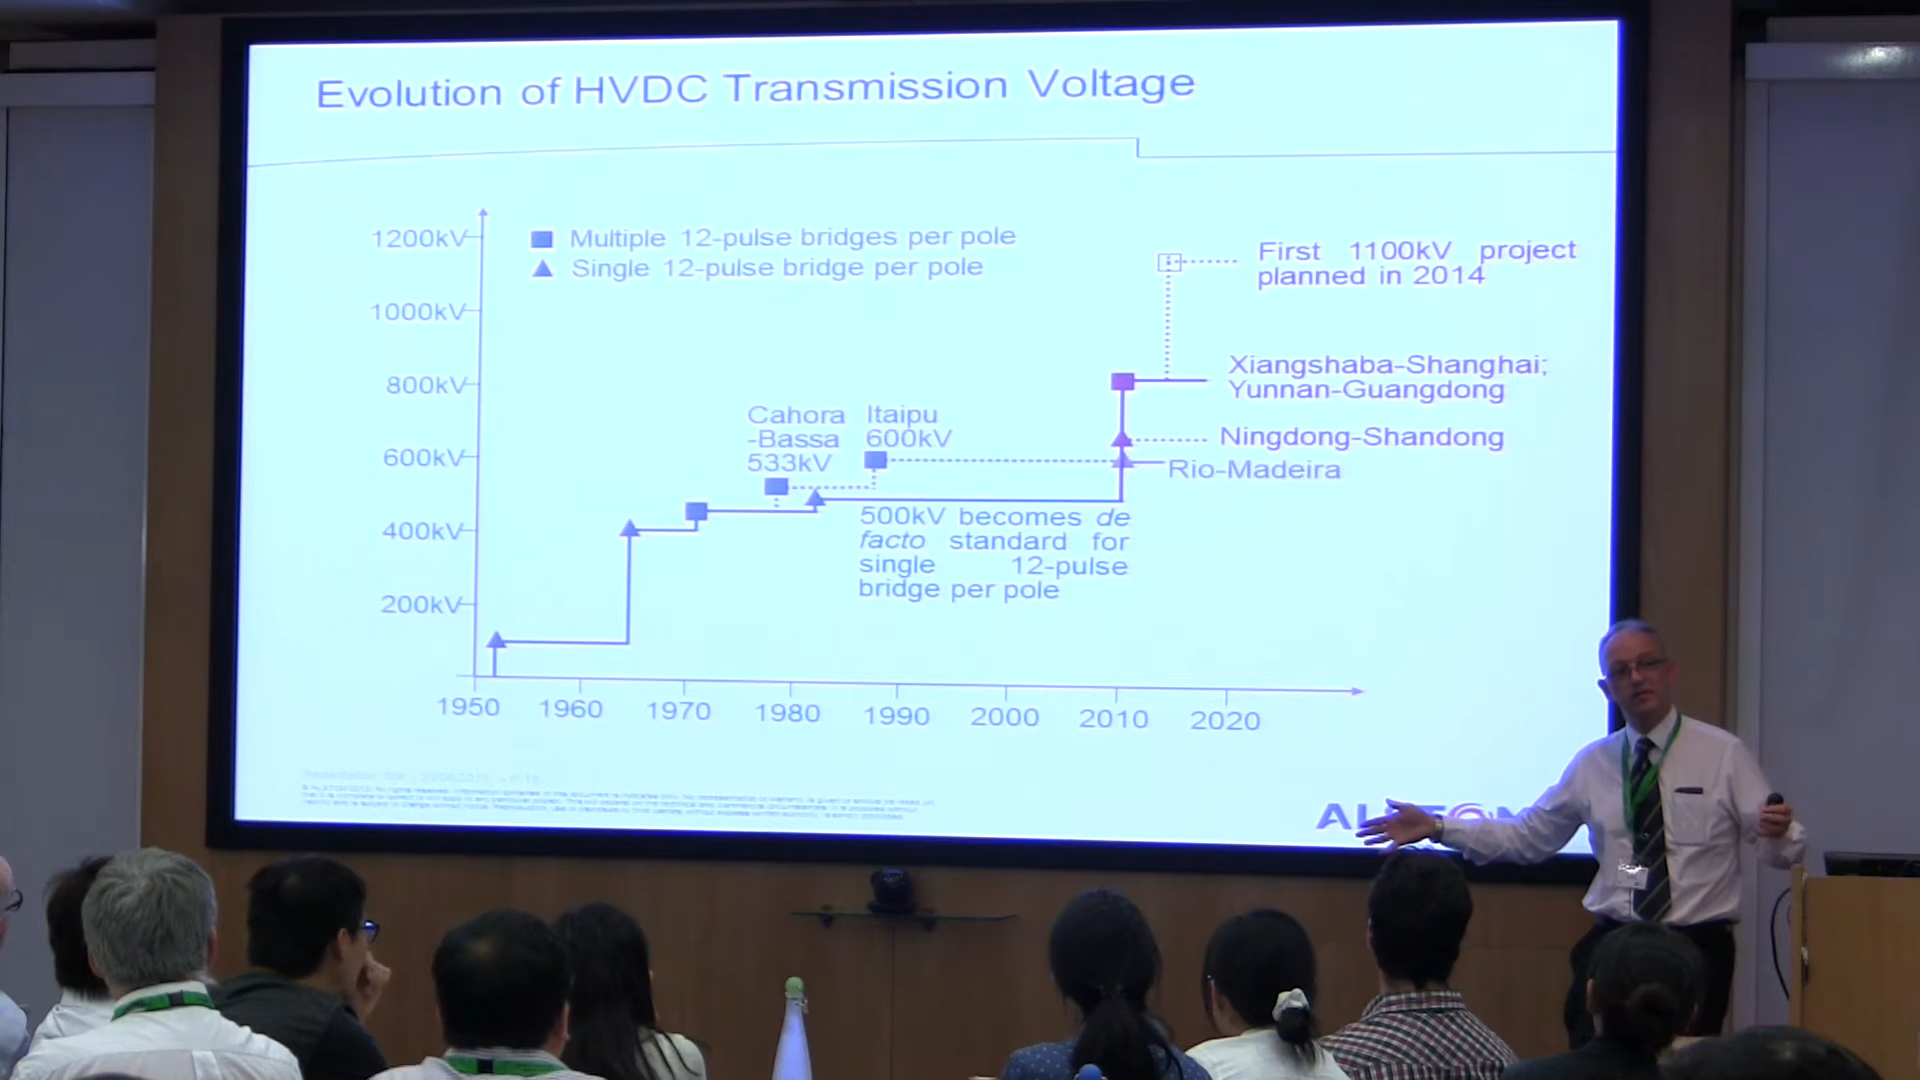 Evolution of HVDC Transmission Voltage
1200kV
1000kV
800kV
600kV
400kV
200kV
Multiple 12-pulse bridges per pole
Single 12-pulse bridge per pole
First 1100kV project
planned in 2014
Xiangshaba-Shanghai;
Yunnan-Guangdong
Ningdong-Shandong
Rio-Madeira
Cahora
-Bassa
533kV
Itaipu
600kV
500kV becomes de
facto standard for
single 12-pulse
bridge per pole
1950 1960 1970 1980 1990 2000 2010 2020